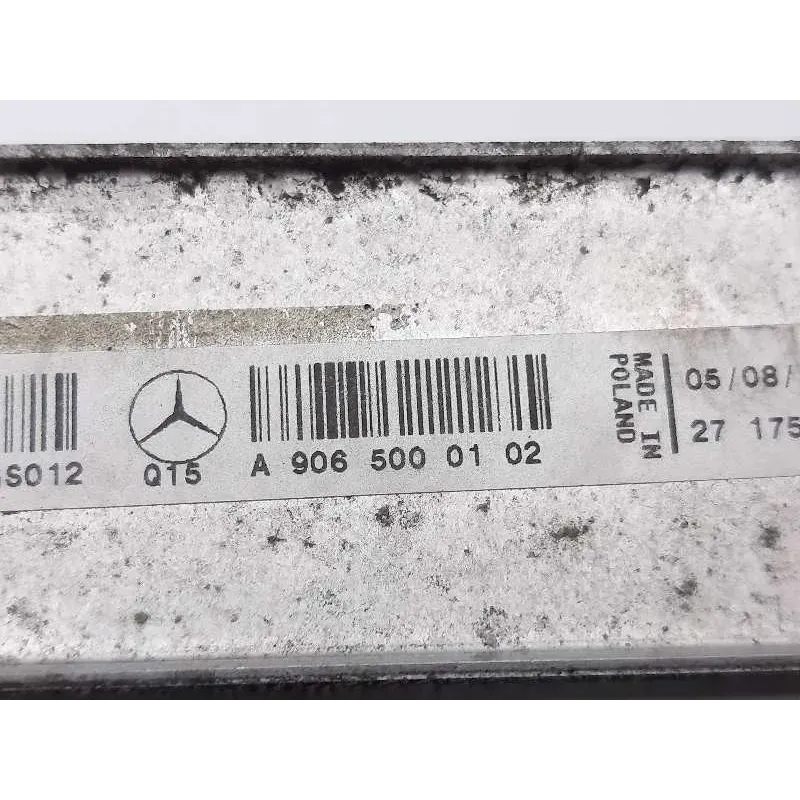 S012
Q15
A 906 500 01 02
MADE IN
POLAND
05/08/
27 175